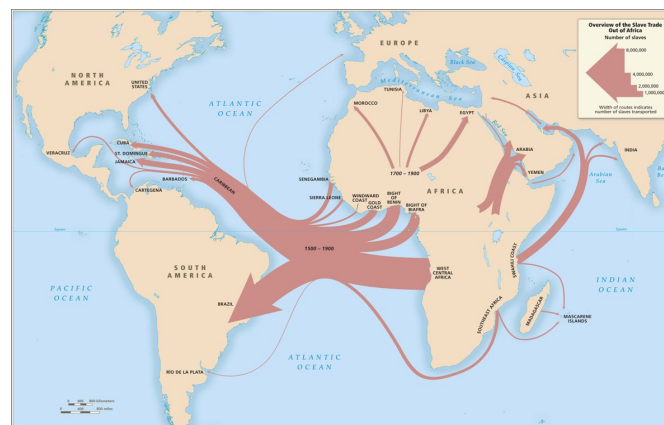 Overview of the Slave Trade
Out of Africa
Number of slaves
8,000,000
4,000,000
2,000,000
1,000,000
Width of routes indicates
number of slaves transported
EUROPE
NORTH
AMERICA
ASIA
Black Sea
Caspian Sea
Mediterranean Sea
UNITED
STATES
ATLANTIC
OCEAN
TUNISIA
MOROCCO
LIBYA
EGYPT
Red Sea
ARABIA
INDIA
CUBA
VERACRUZ
ST. DOMINGUE
JAMAICA
1700 – 1900
YEMEN
Arabian
Sea
CARIBBEAN
BARBADOS
CARTEGENA
SENEGAMBIA
SIERRA LEONE
WINDWARD
COAST
GOLD
COAST
BIGHT
OF
BENIN
BIGHT OF
BIAFRA
AFRICA
1500 – 1900
WEST
CENTRAL
AFRICA
SWAHILI COAST
SOUTH
AMERICA
PACIFIC
OCEAN
BRAZIL
INDIAN
OCEAN
SOUTHEAST AFRICA
MADAGASCAR
MASCARENE
ISLANDS
ATLANTIC
OCEAN
RÍO DE LA PLATA